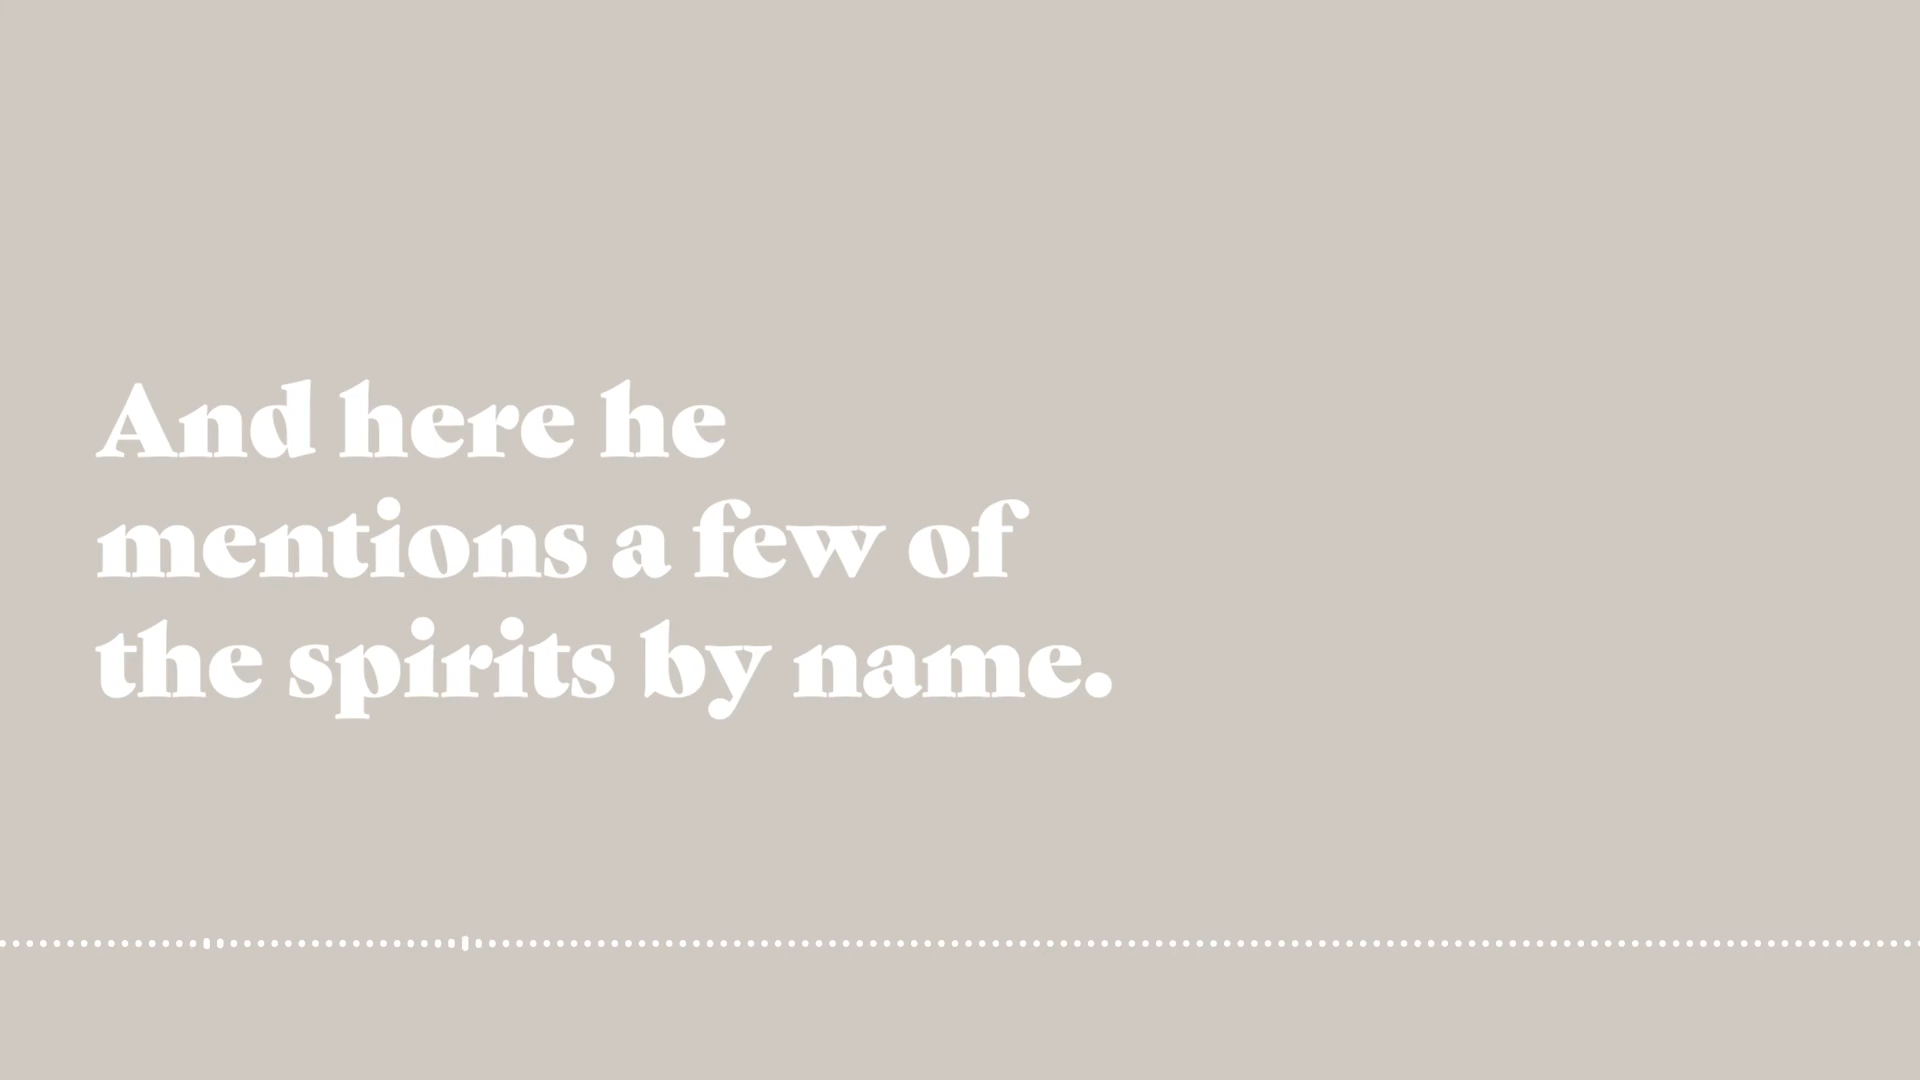 And here he
mentions a few of
the spirits by name.